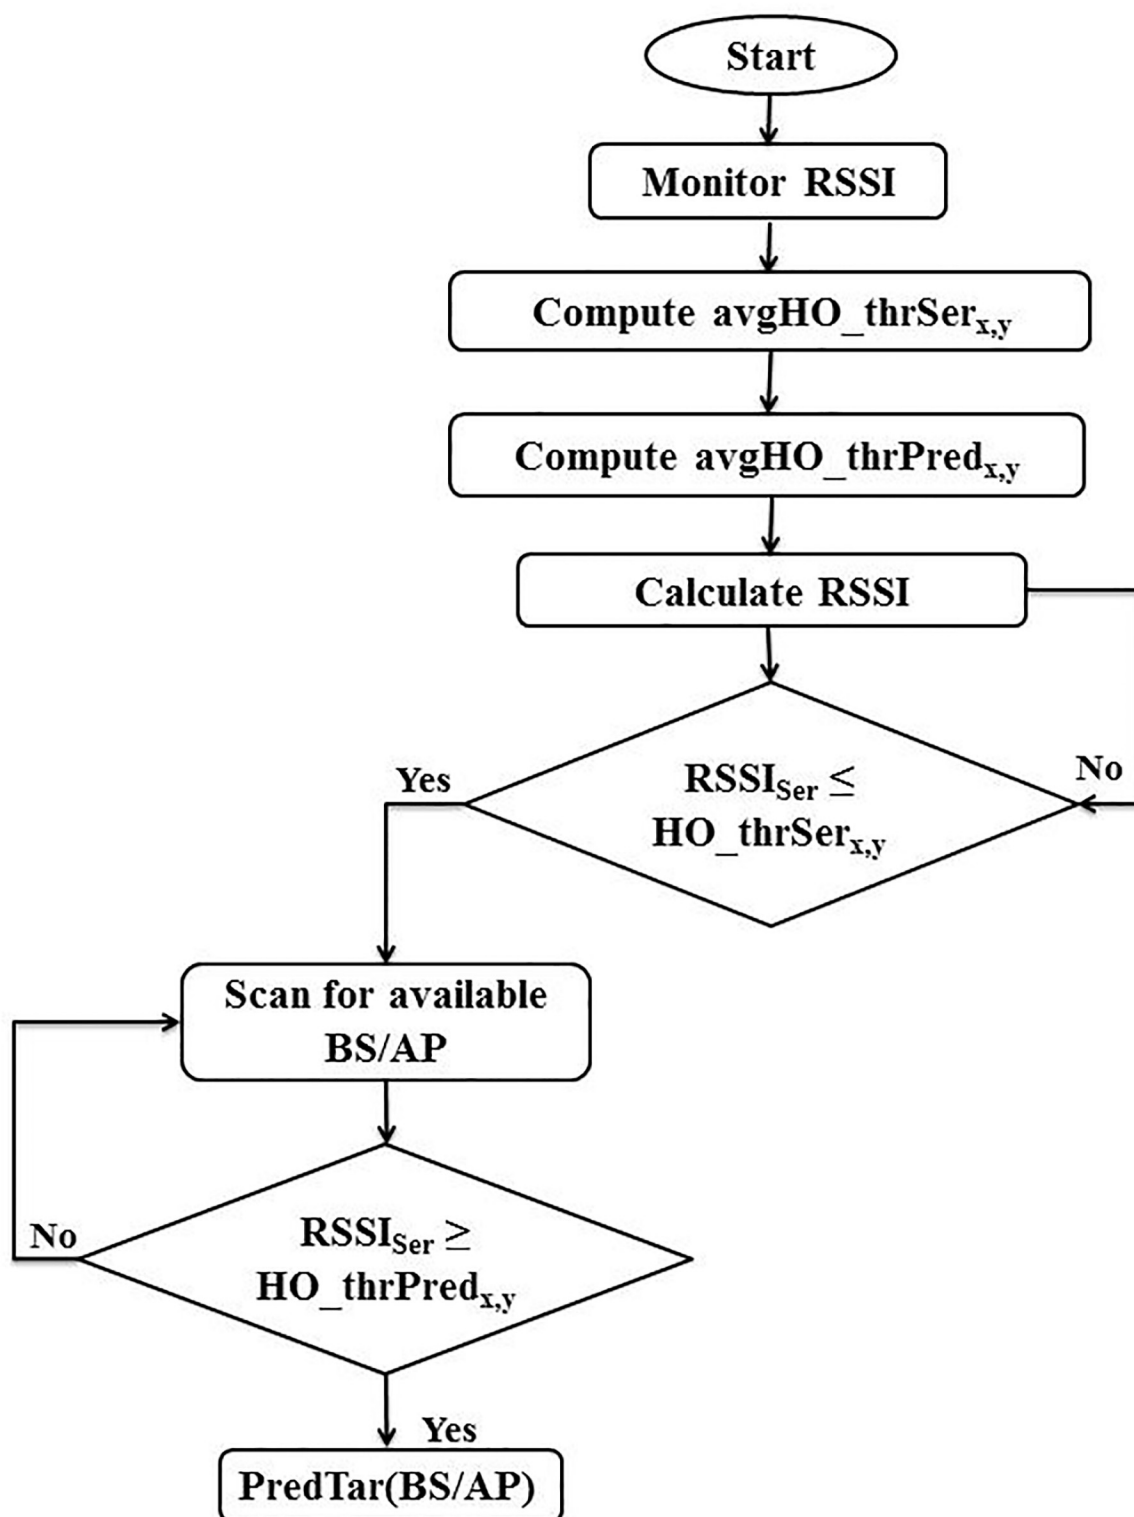 Start
Monitor RSSI
Compute avgHO_thrSerx,y
Compute avgHO_thrPredx,y
Calculate RSSI
Yes
No
RSSISer ≤
HO_thrSerx,y
Scan for available
BS/AP
No
RSSISer ≥
HO_thrPredx,y
Yes
PredTar(BS/AP)